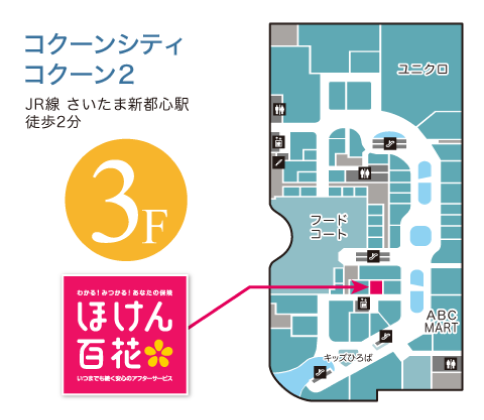 コクーンシティ
コクーン2
JR線 さいたま新都心駅
徒歩2分
3F
わかる!みつかる!あなたの保険
ほけん
百花
いつまでも続く安心のアフターサービス
ユニクロ
フード
コート
ABC
MART
キッズひろば